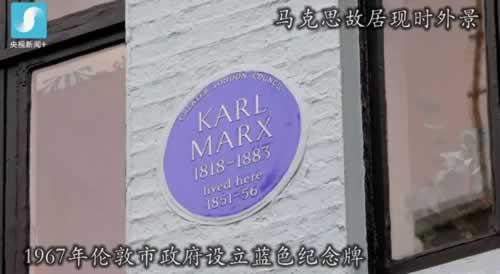 央视新闻+
马克思故居现时外景
GREATER LONDON COUNCIL
KARL
MARX
1818-1883
lived here
1851-56
1967年伦敦市政府设立蓝色纪念牌